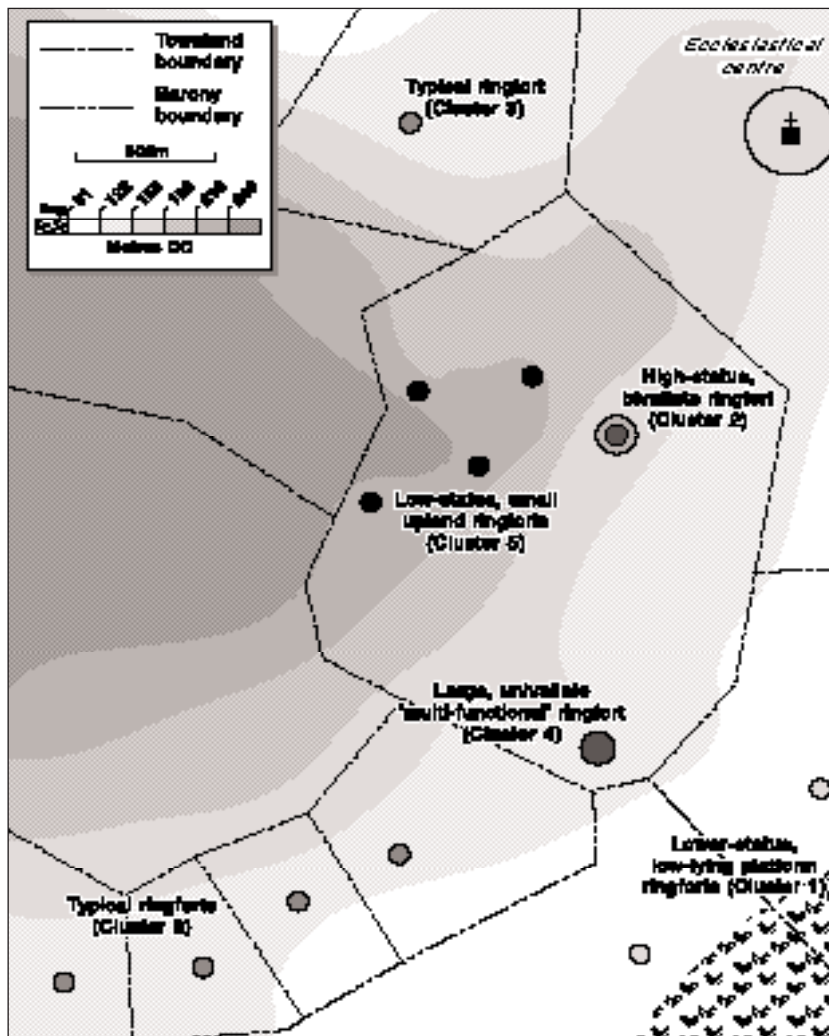 Townland
boundary
Barony
boundary
500m
Metres OD
Ecclesiastical
centre
Typical ringfort
(Cluster 3)
High-status,
bivallate ringfort
(Cluster 2)
Low-status, small
upland ringforts
(Cluster 5)
Large, univallate
'multi-functional' ringfort
(Cluster 4)
Lower-status,
low-lying platform
ringforts (Cluster 1)
Typical ringforts
(Cluster 3)